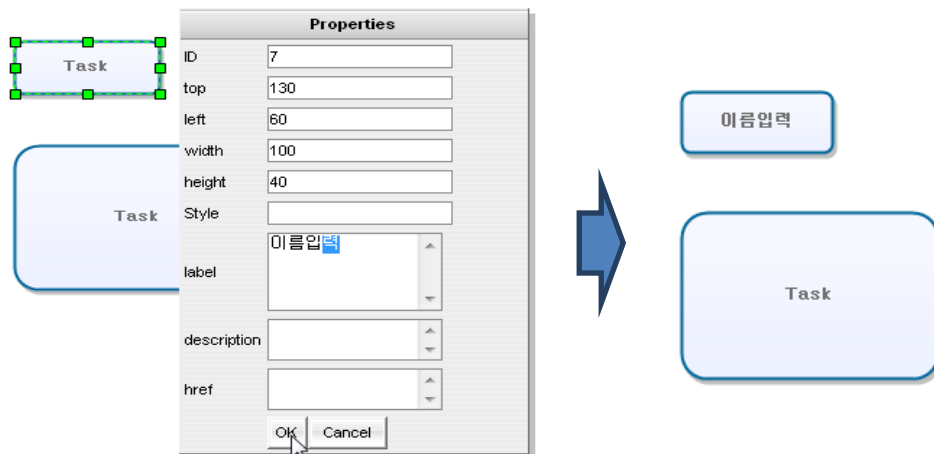 Task
Task
Properties
ID 7
top 130
left 60
width 100
height 40
Style
label 이름입력
description
href
OK Cancel
이름입력
Task